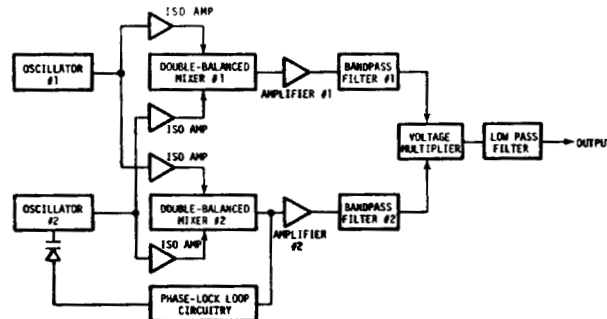 ISO AMP
OSCILLATOR
#1
DOUBLE-BALANCED
MIXER #1
AMPLIFIER #1
BANDPASS
FILTER #1
ISO AMP
ISO AMP
VOLTAGE
MULTIPLIER
LOW PASS
FILTER
OUTPUT
OSCILLATOR
#2
DOUBLE-BALANCED
MIXER #2
AMPLIFIER
#2
BANDPASS
FILTER #2
ISO AMP
PHASE-LOCK LOOP
CIRCUITRY